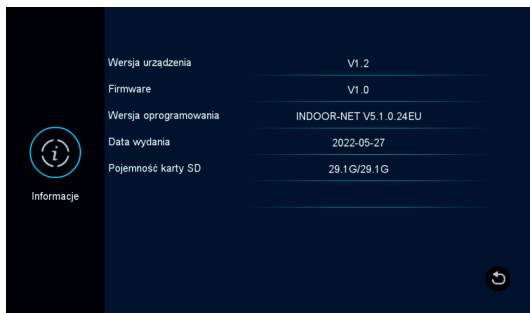 Wersja urządzenia V1.2
Firmware V1.0
Wersja oprogramowania INDOOR-NET V5.1.0.24EU
Data wydania 2022-05-27
Pojemność karty SD 29.1G/29.1G
Informacje